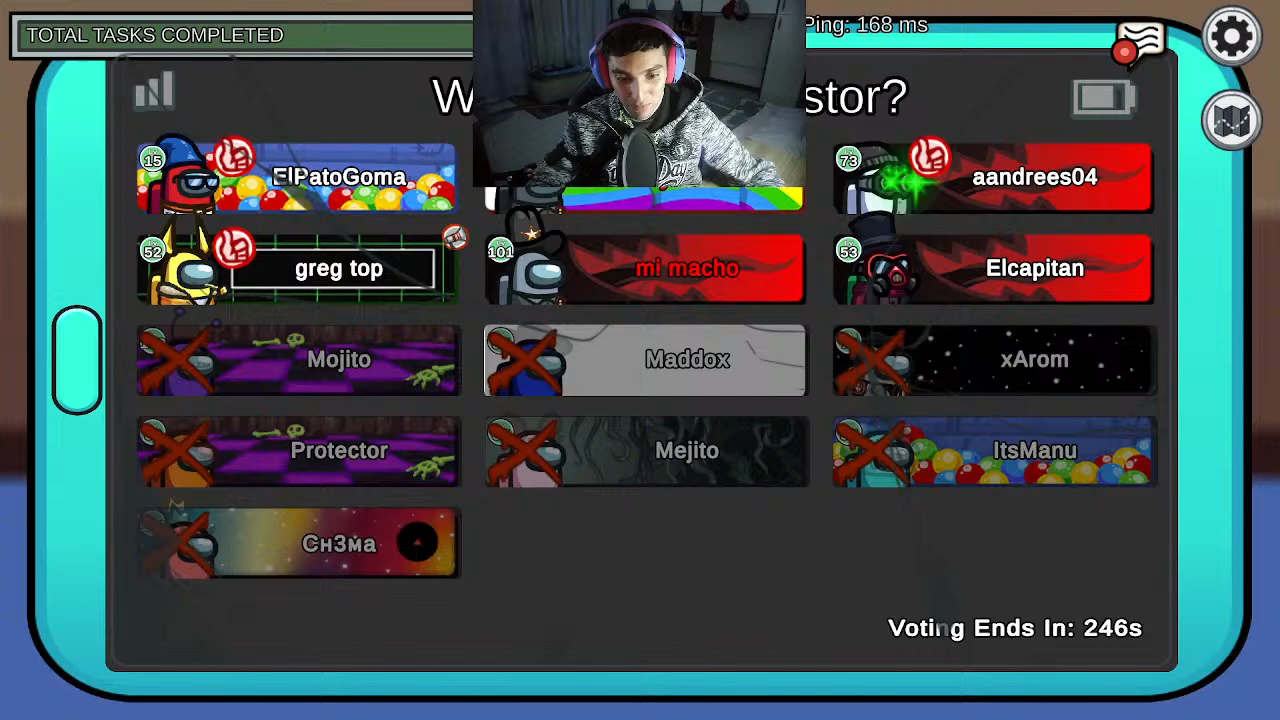 TOTAL TASKS COMPLETED
Ping: 168 ms
W stor?
15
ElPatoGoma
73
aandrees04
52
greg top
101
mi macho
53
Elcapitan
Mojito
Maddox
xArom
Protector
Mejito
ItsManu
Сн3ма
Voting Ends In: 246s